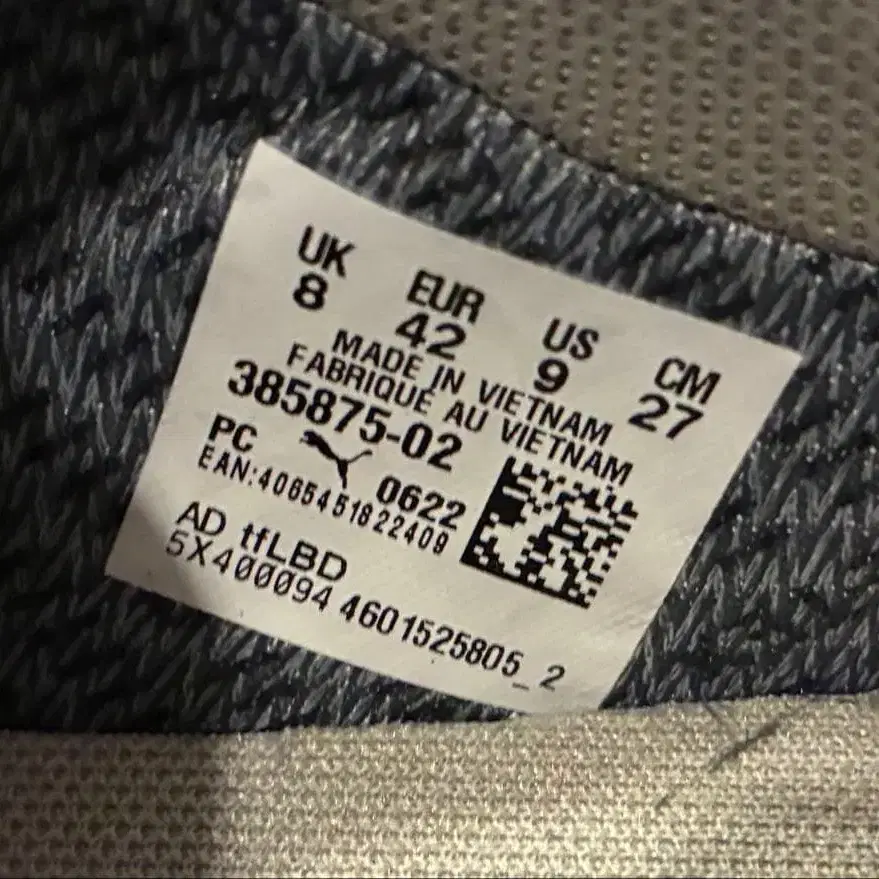 UK EUR US CM
8 42 9 27
MADE IN VIETNAM
FABRIQUE AU VIETNAM
385875-02
PC 0622
EAN:4065451822409
AD tfLBD
5X400094 4601525805_2